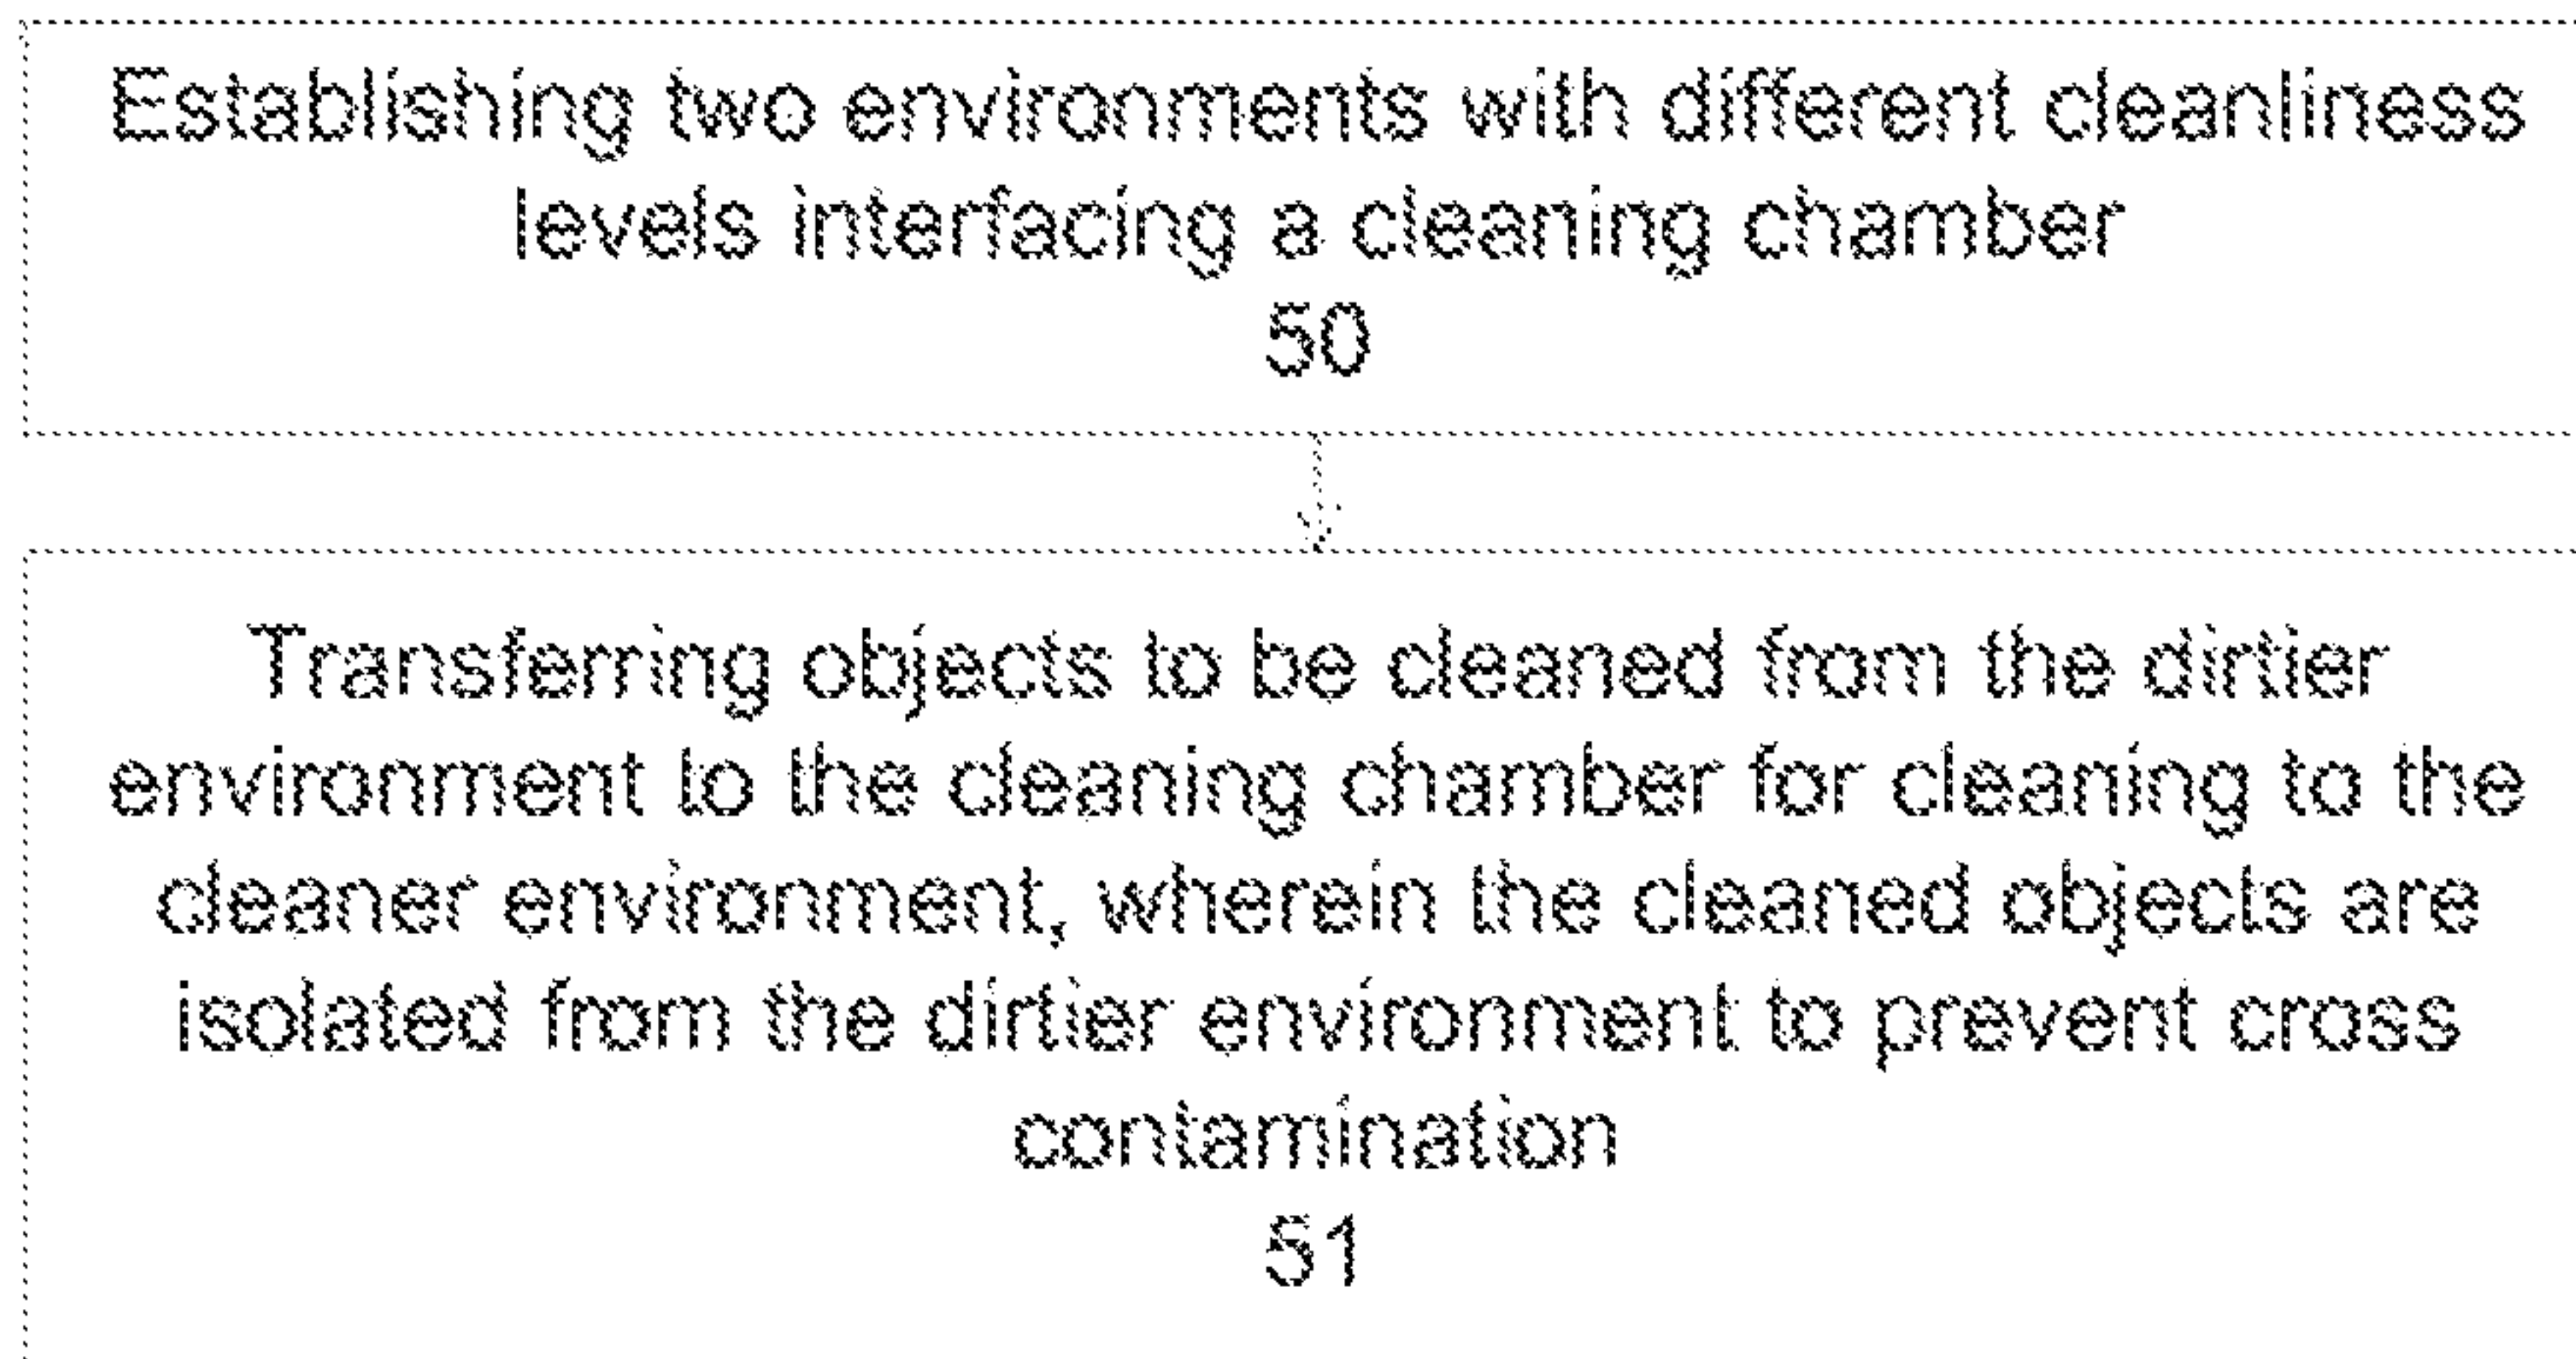 Establishing two environments with different cleanliness
levels interfacing a cleaning chamber
50
Transferring objects to be cleaned from the dirtier
environment to the cleaning chamber for cleaning to the
cleaner environment, wherein the cleaned objects are
isolated from the dirtier environment to prevent cross
contamination
51